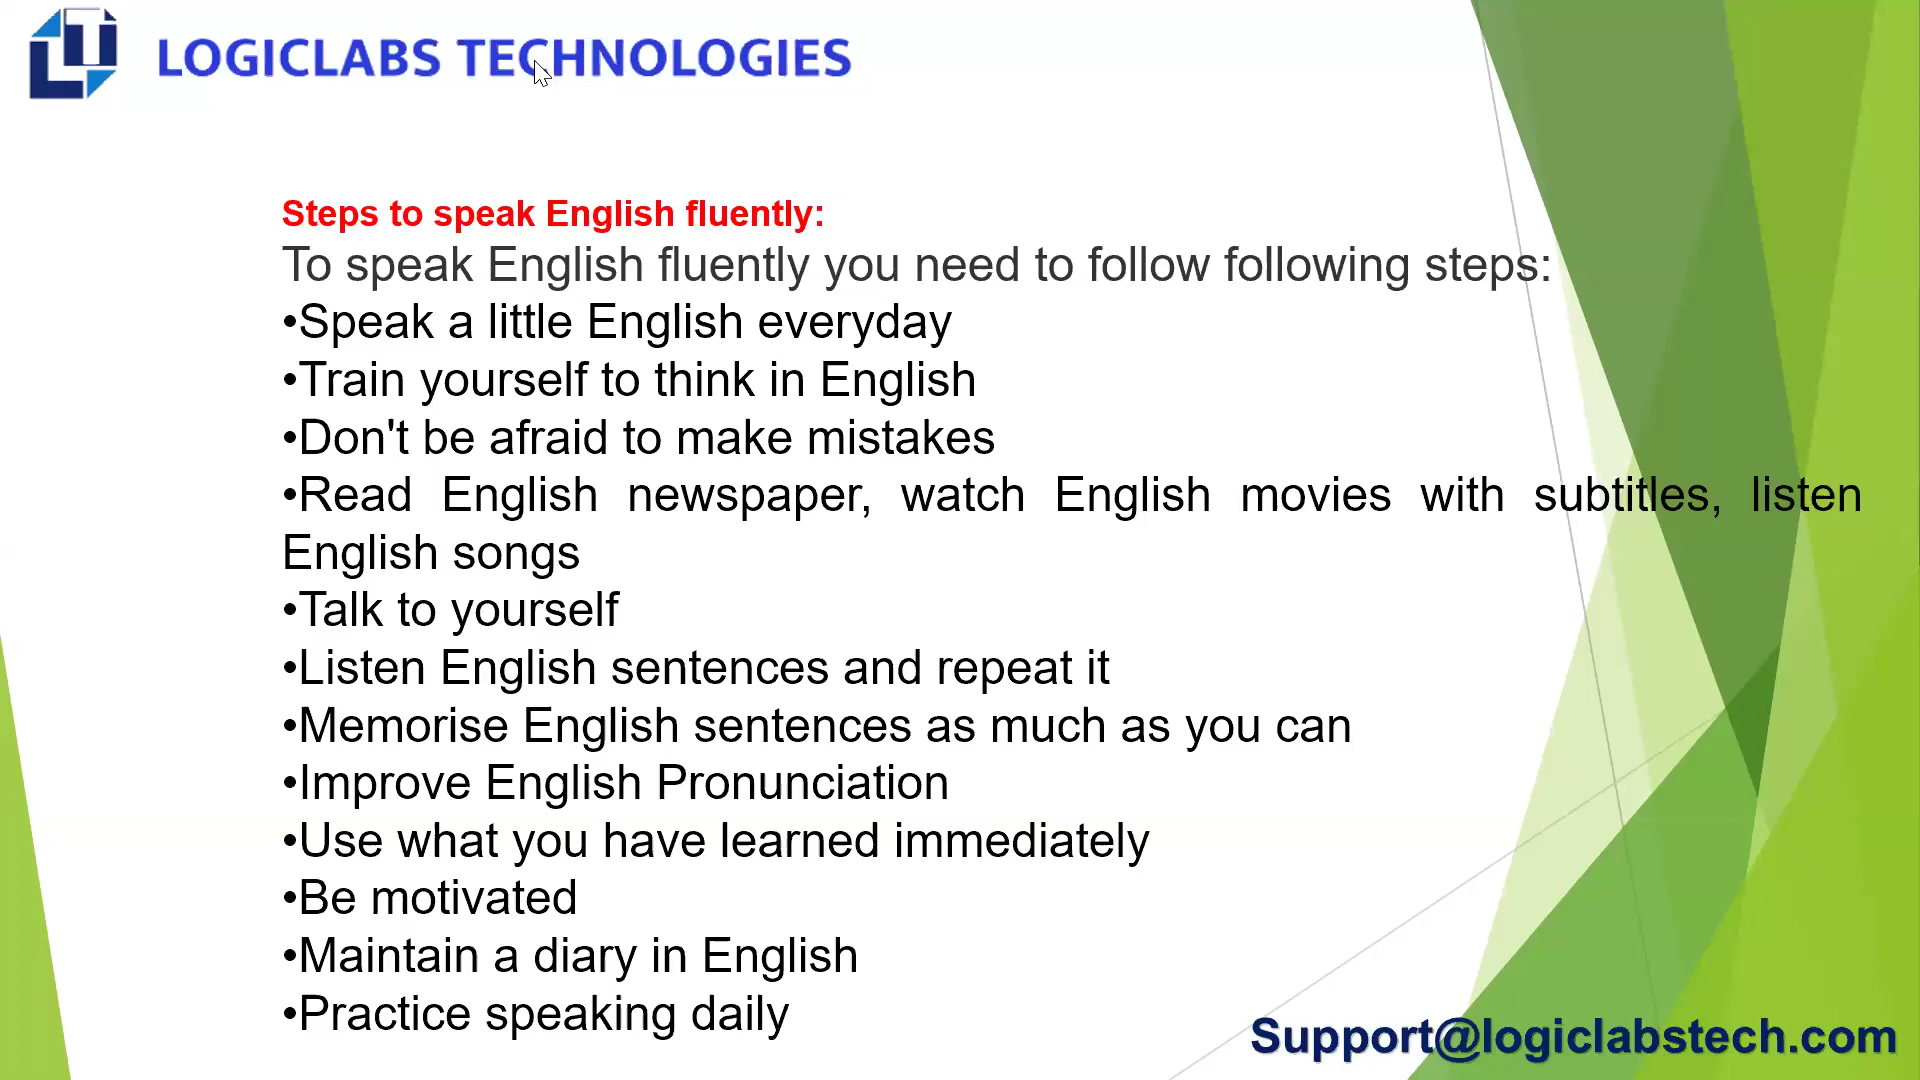 LOGICLABS TECHNOLOGIES
Steps to speak English fluently:
To speak English fluently you need to follow following steps:
•Speak a little English everyday
•Train yourself to think in English
•Don't be afraid to make mistakes
•Read English newspaper, watch English movies with subtitles, listen
English songs
•Talk to yourself
•Listen English sentences and repeat it
•Memorise English sentences as much as you can
•Improve English Pronunciation
•Use what you have learned immediately
•Be motivated
•Maintain a diary in English
•Practice speaking daily
Support@logiclabstech.com